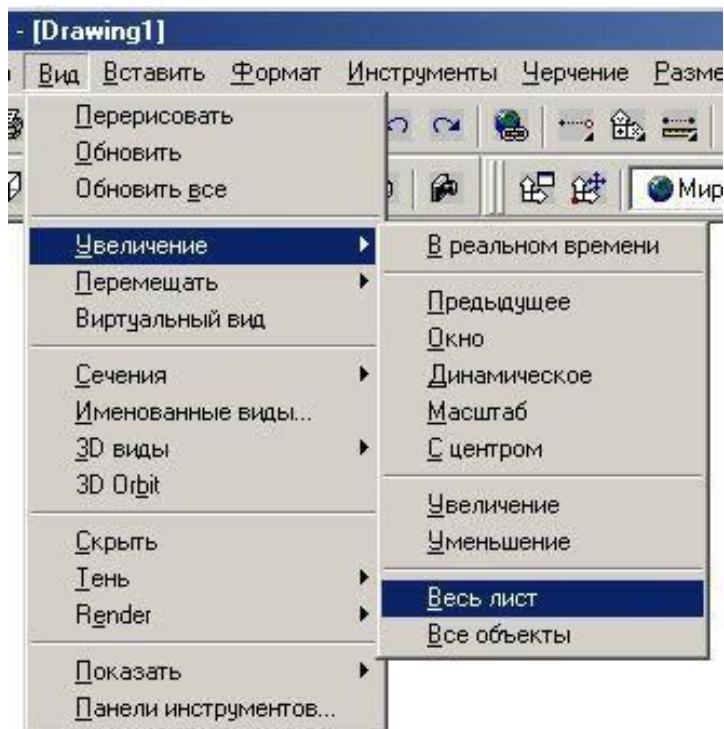 - [Drawing1]
Вид Вставить Формат Инструменты Черчение Разме
Перерисовать
Обновить
Обновить все
Мир
Увеличение
Перемещать
Виртуальный вид
Сечения
Именованные виды...
3D виды
3D Orbit
Скрыть
Тень
Render
Показать
Панели инструментов...
В реальном времени
Предыдущее
Окно
Динамическое
Масштаб
С центром
Увеличение
Уменьшение
Весь лист
Все объекты